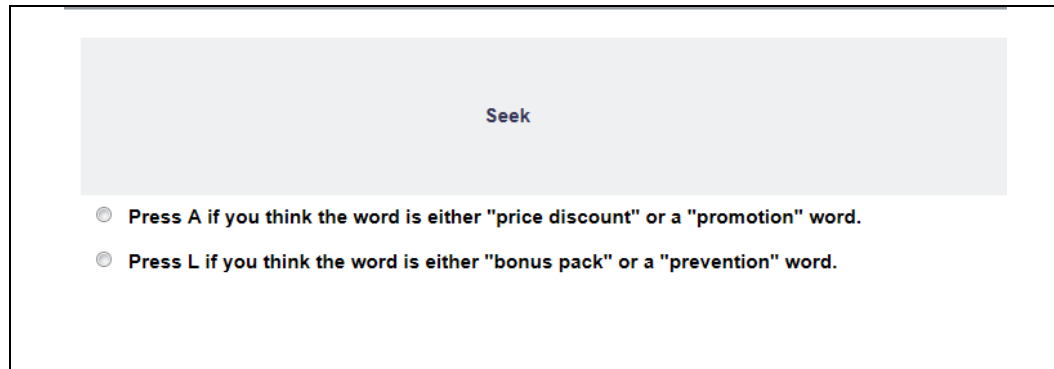 Seek
Press A if you think the word is either "price discount" or a "promotion" word.
Press L if you think the word is either "bonus pack" or a "prevention" word.